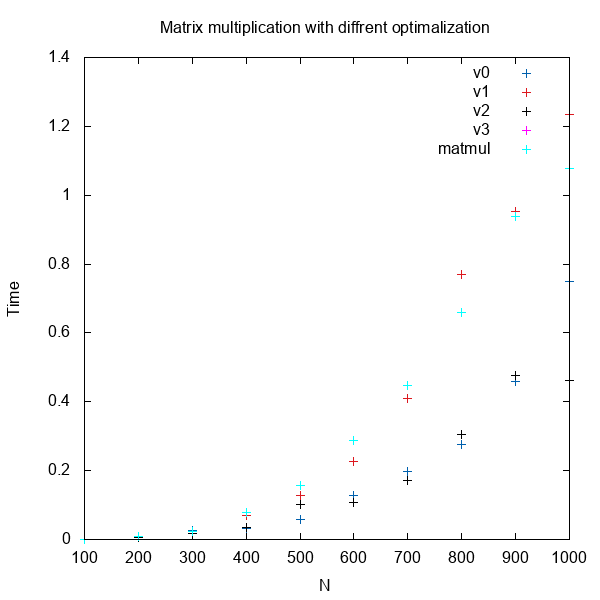 Matrix multiplication with diffrent optimalization
1.4
1.2
1
0.8
0.6
0.4
0.2
0
Time
v0
v1
v2
v3
matmul
100 200 300 400 500 600 700 800 900 1000
N